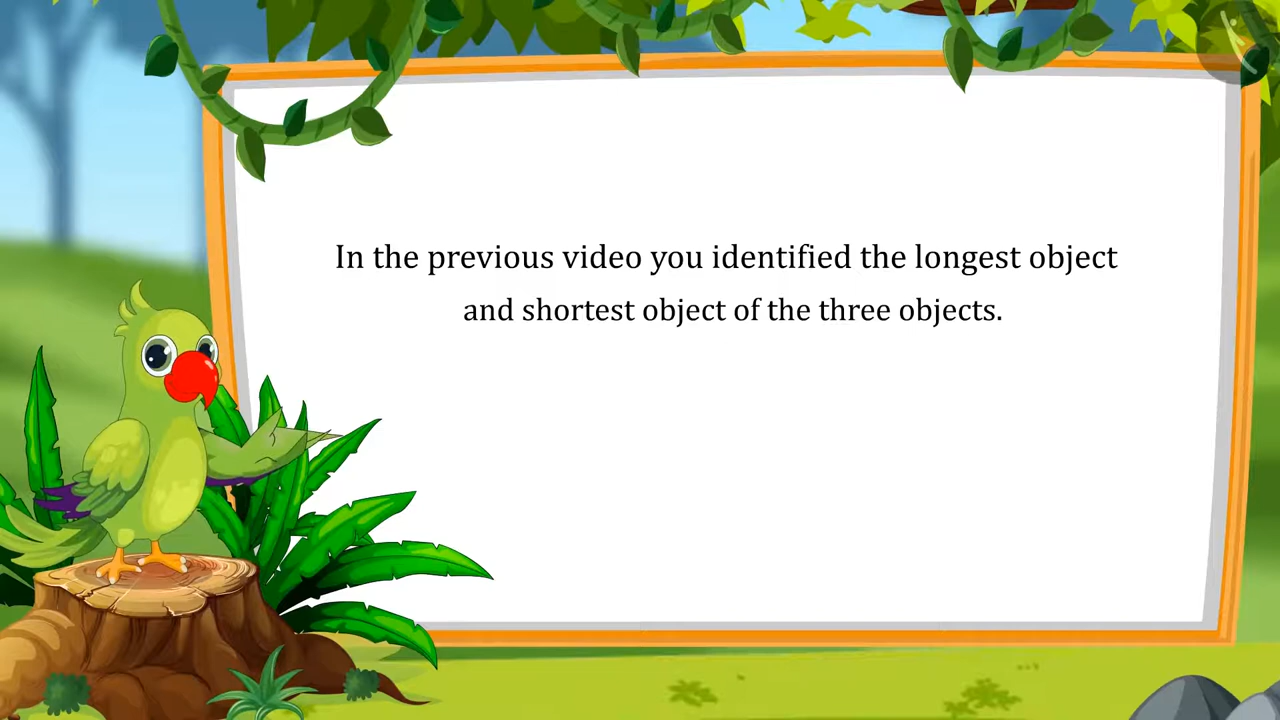 In the previous video you identified the longest object
and shortest object of the three objects.